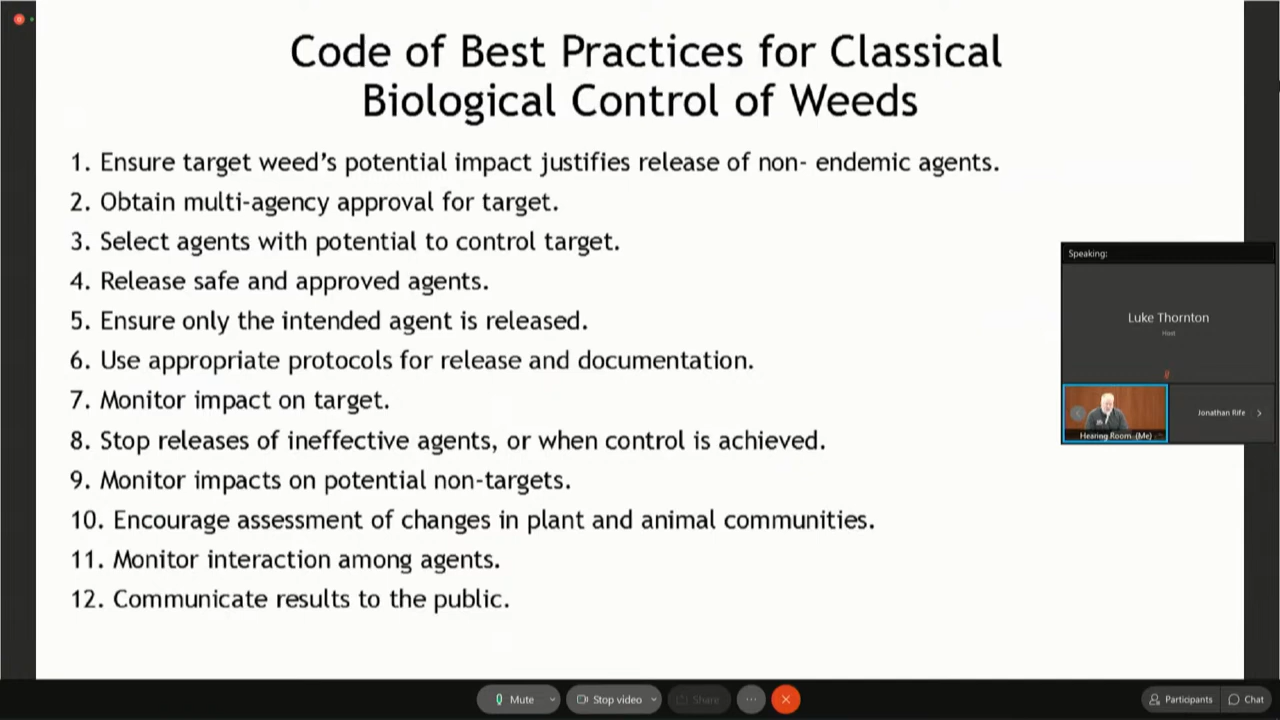 Code of Best Practices for Classical
Biological Control of Weeds
1. Ensure target weed's potential impact justifies release of non- endemic agents.
2. Obtain multi-agency approval for target.
3. Select agents with potential to control target.
4. Release safe and approved agents.
5. Ensure only the intended agent is released.
6. Use appropriate protocols for release and documentation.
7. Monitor impact on target.
8. Stop releases of ineffective agents, or when control is achieved.
9. Monitor impacts on potential non-targets.
10. Encourage assessment of changes in plant and animal communities.
11. Monitor interaction among agents.
12. Communicate results to the public.
Speaking:
Luke Thornton
Host
Jonathan Rife
Hearing Room (Me)
Mute
Stop video
Share
Participants
Chat